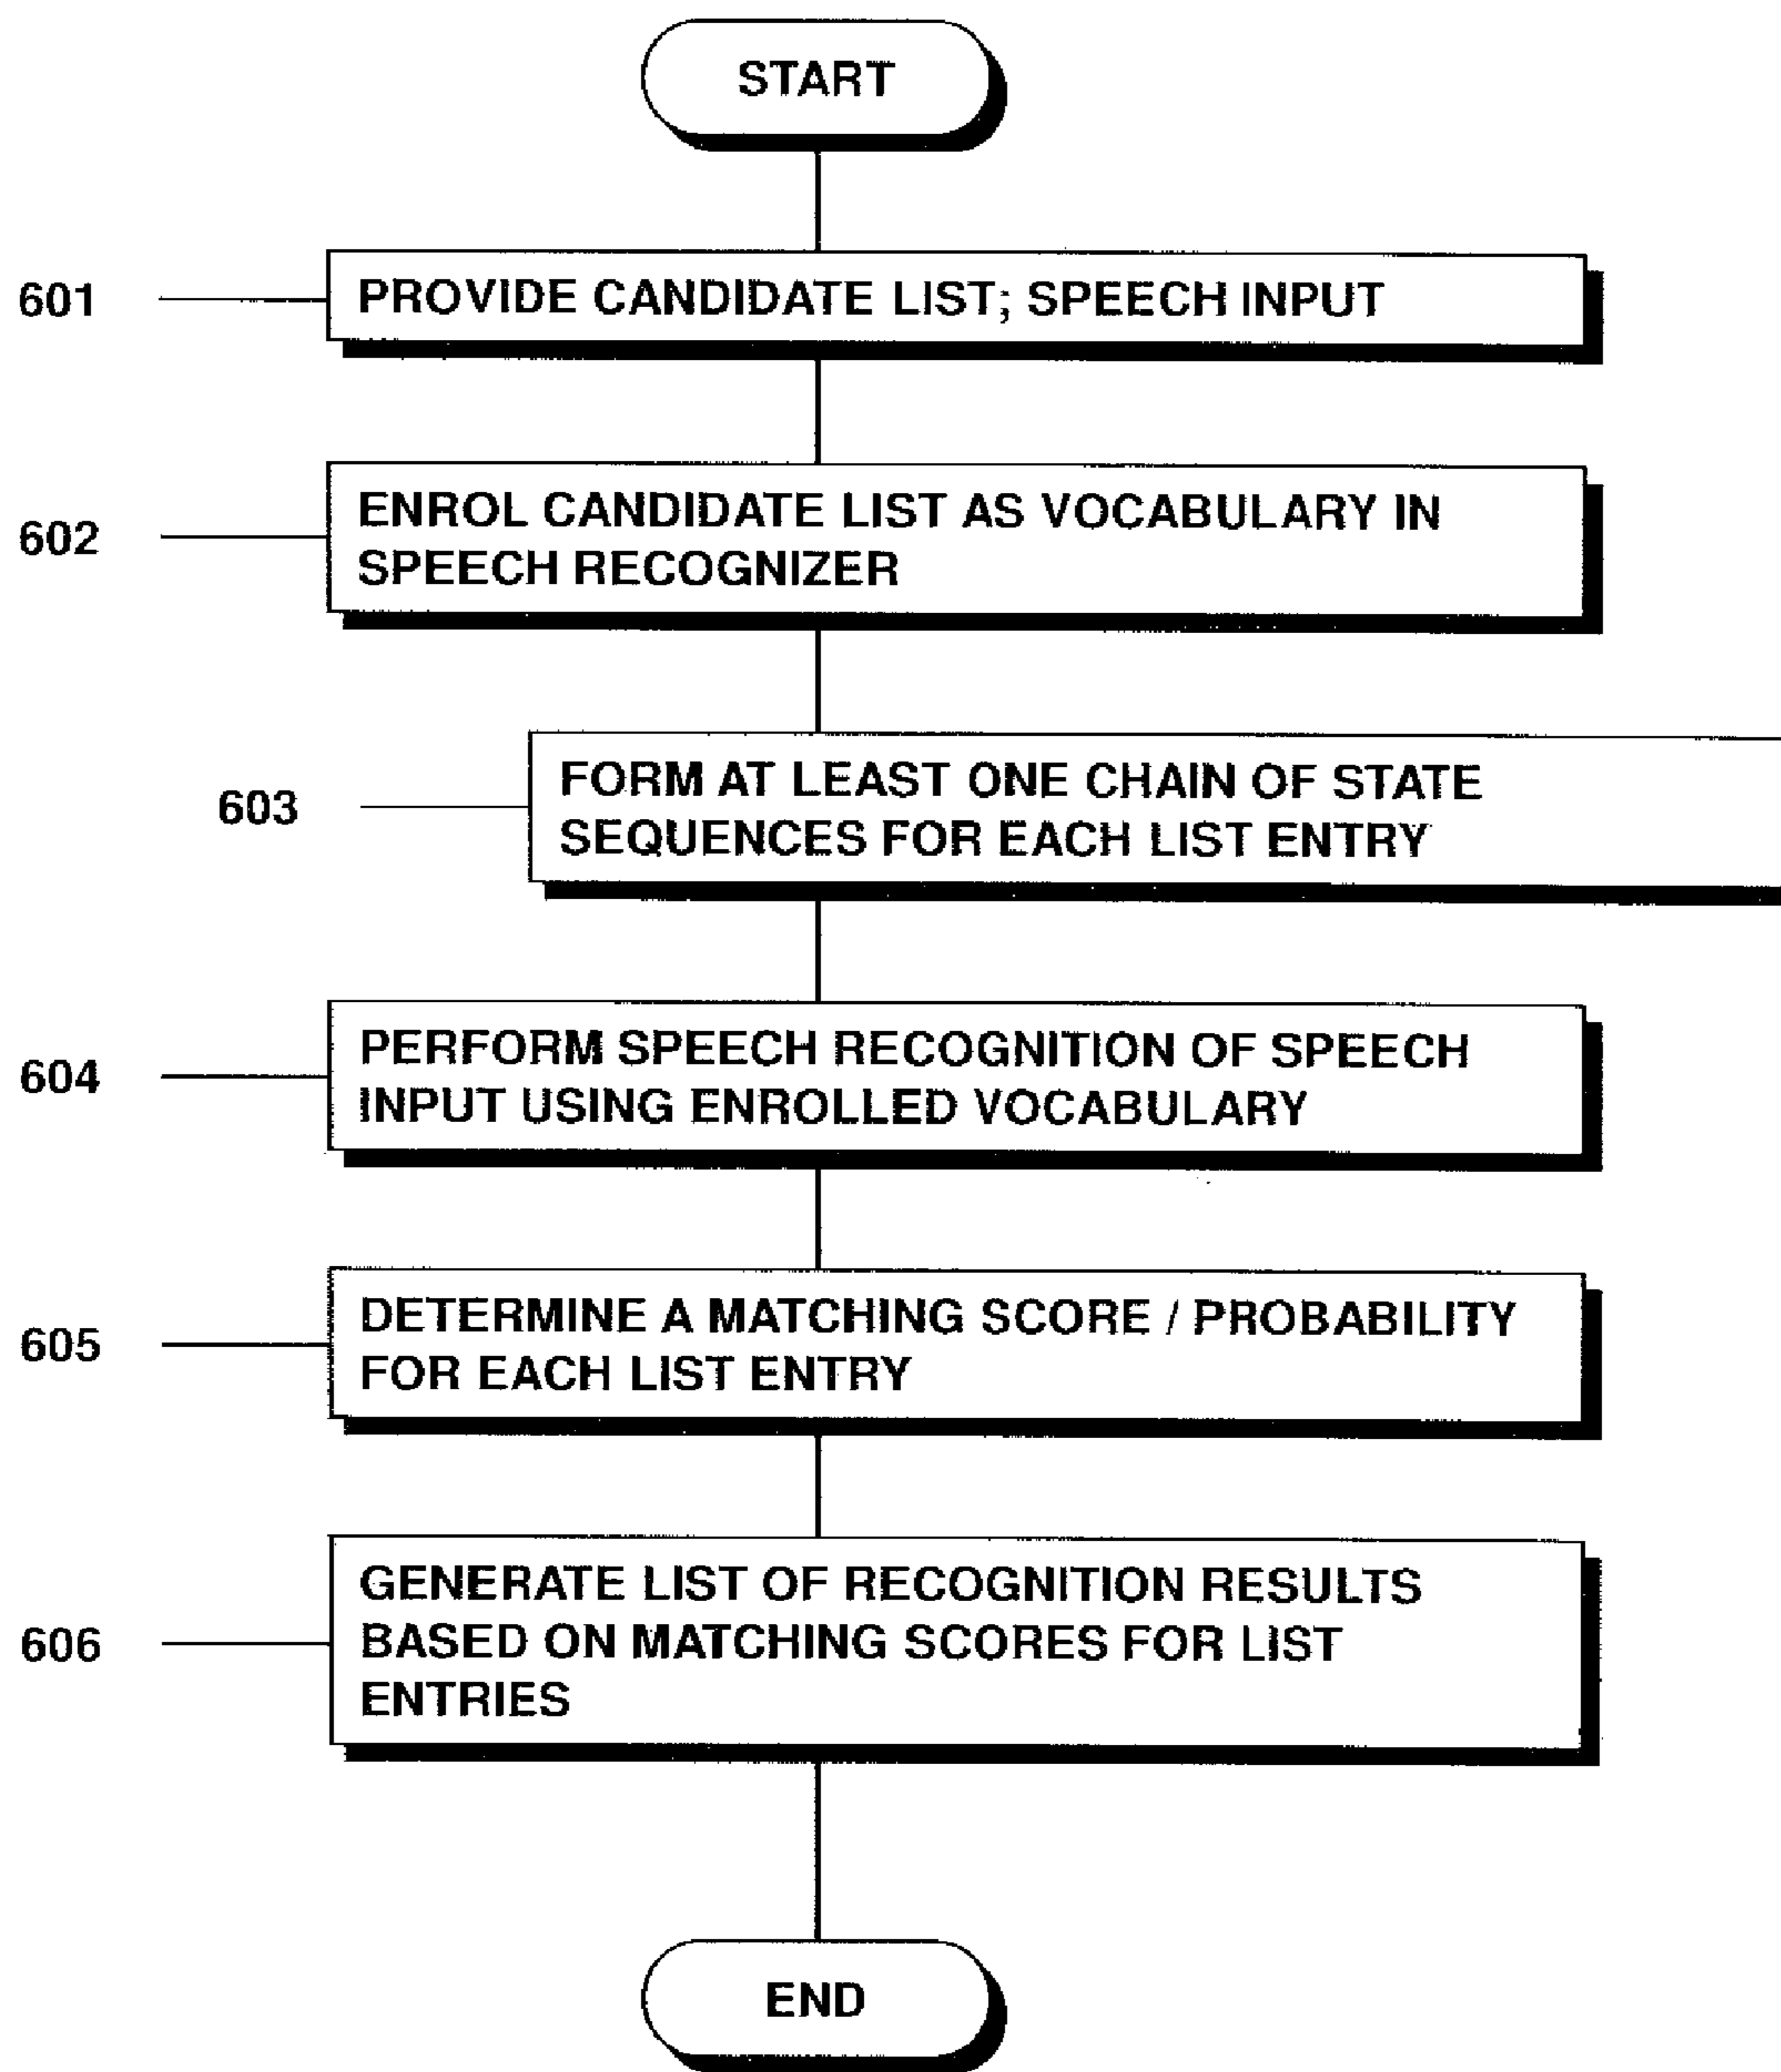 START
601
PROVIDE CANDIDATE LIST; SPEECH INPUT
602
ENROL CANDIDATE LIST AS VOCABULARY IN
SPEECH RECOGNIZER
603
FORM AT LEAST ONE CHAIN OF STATE
SEQUENCES FOR EACH LIST ENTRY
604
PERFORM SPEECH RECOGNITION OF SPEECH
INPUT USING ENROLLED VOCABULARY
605
DETERMINE A MATCHING SCORE / PROBABILITY
FOR EACH LIST ENTRY
606
GENERATE LIST OF RECOGNITION RESULTS
BASED ON MATCHING SCORES FOR LIST
ENTRIES
END